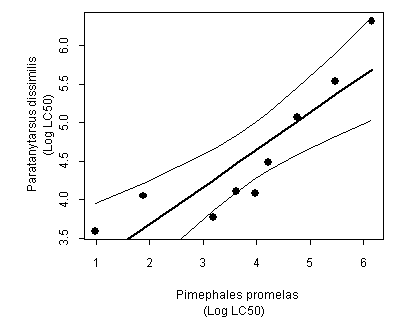 Paratanytarsus dissimilis
(Log LC50)
6.0
5.5
5.0
4.5
4.0
3.5
1 2 3 4 5 6
Pimephales promelas
(Log LC50)